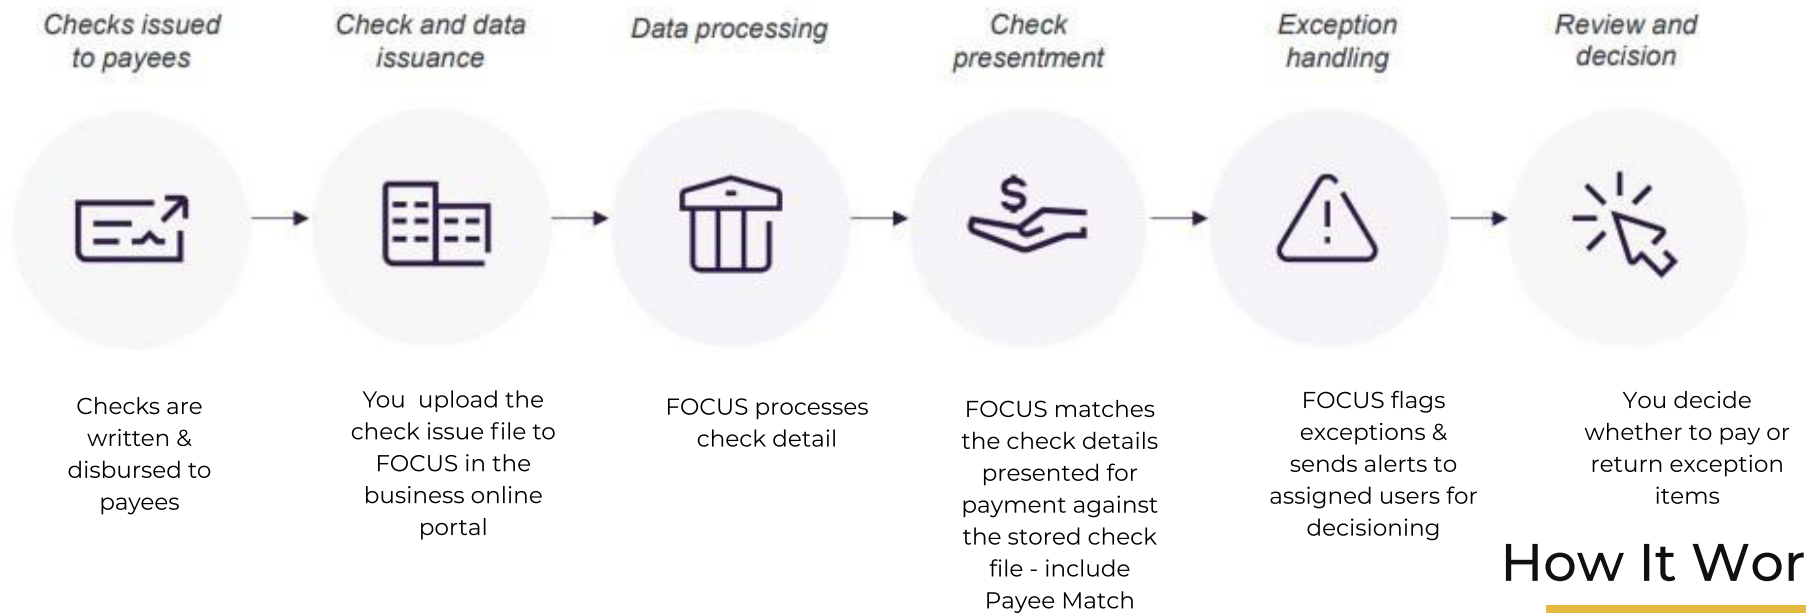 Checks issued
to payees
Check and data
issuance
Data processing
Check
presentment
Exception
handling
Review and
decision
$
Checks are
written &
disbursed to
payees
You upload the
check issue file to
FOCUS in the
business online
portal
FOCUS processes
check detail
FOCUS matches
the check details
presented for
payment against
the stored check
file - include
Payee Match
FOCUS flags
exceptions &
sends alerts to
assigned users for
decisioning
You decide
whether to pay or
return exception
items
How It Wor